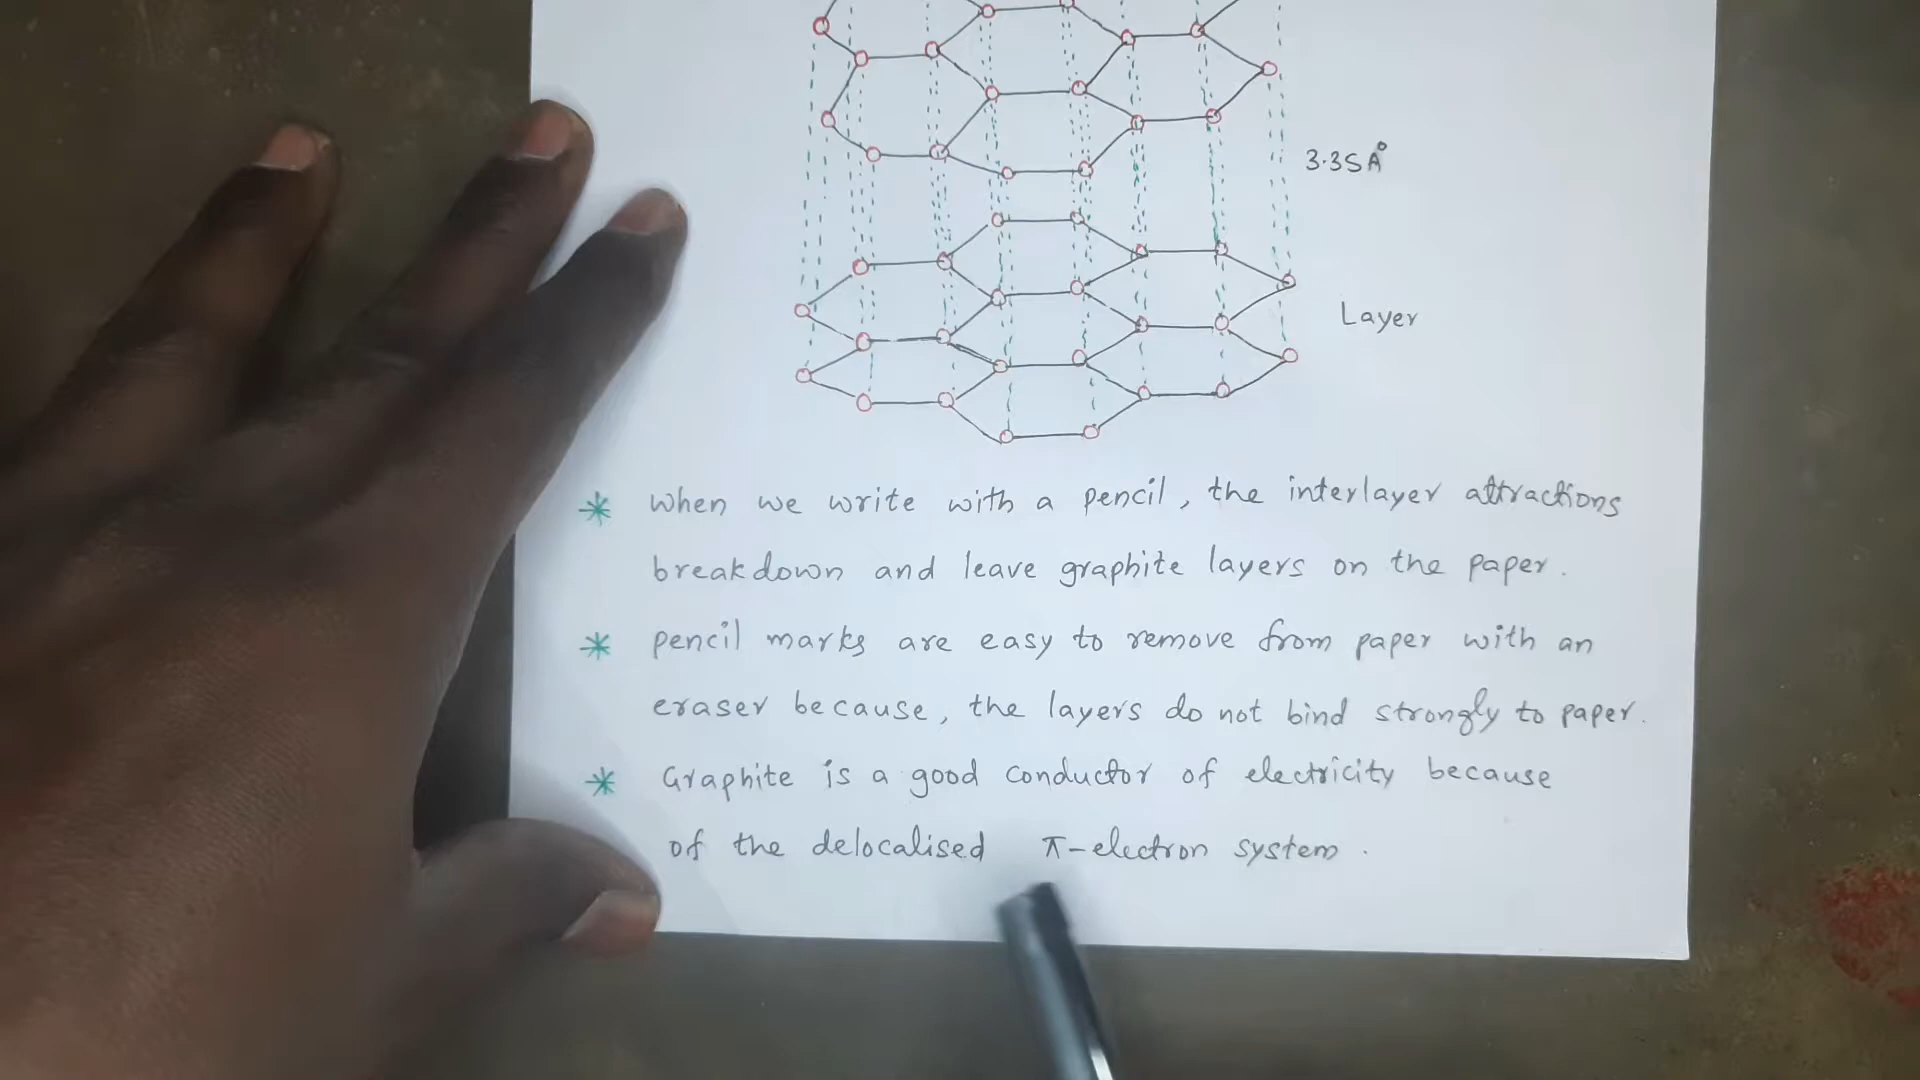 3.35 A°
Layer
* When we write with a pencil, the interlayer attractions
breakdown and leave graphite layers on the paper.
* pencil marks are easy to remove from paper with an
eraser because, the layers do not bind strongly to paper.
* Graphite is a good conductor of electricity because
of the delocalised π-electron system.